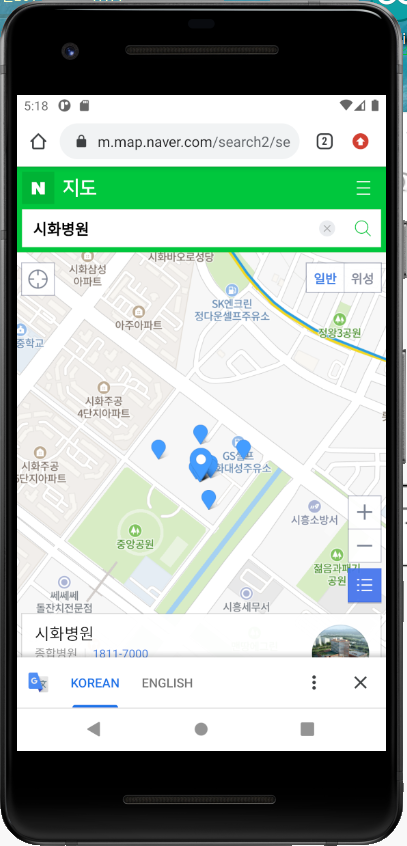 5:18
2
m.map.naver.com/search2/se
N 지도
시화병원
시화삼성
아파트
시화바오로성당
일반 위성
SK엔크린
정다운셀프주유소
아주아파트
정왕3공원
중학교
시화주공
4단지아파트
GS셀프
화대성주유소
시화주공
5단지아파트
시흥소방서
중앙공원
젊음과패기
공원
쎄쎄쎄
돌잔치전문점
시흥세무서
시화병원
종합병원 1811-7000
KOREAN ENGLISH